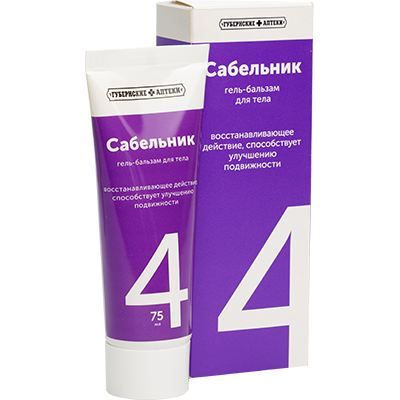 ГУБЕРНСКИЕ АПТЕКИ
Сабельник
гель-бальзам для тела
восстанавливающее действие,
способствует улучшению
подвижности
4
75
мл
ГУБЕРНСКИЕ АПТЕКИ
Сабельник
гель-бальзам
для тела
восстанавливающее
действие, способствует
улучшению
подвижности
4